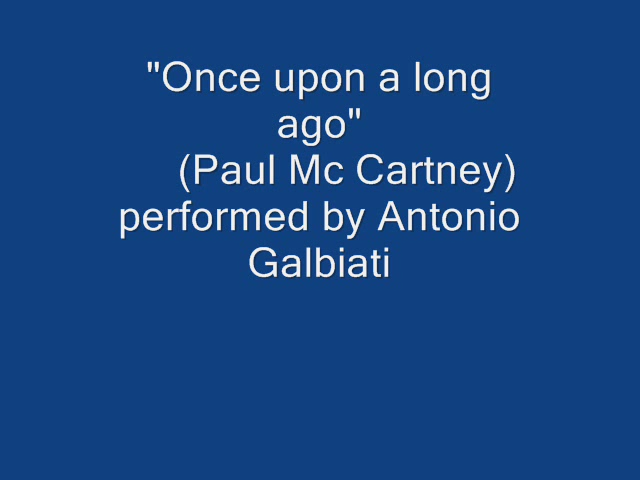 "Once upon a long
ago"
(Paul Mc Cartney)
performed by Antonio
Galbiati